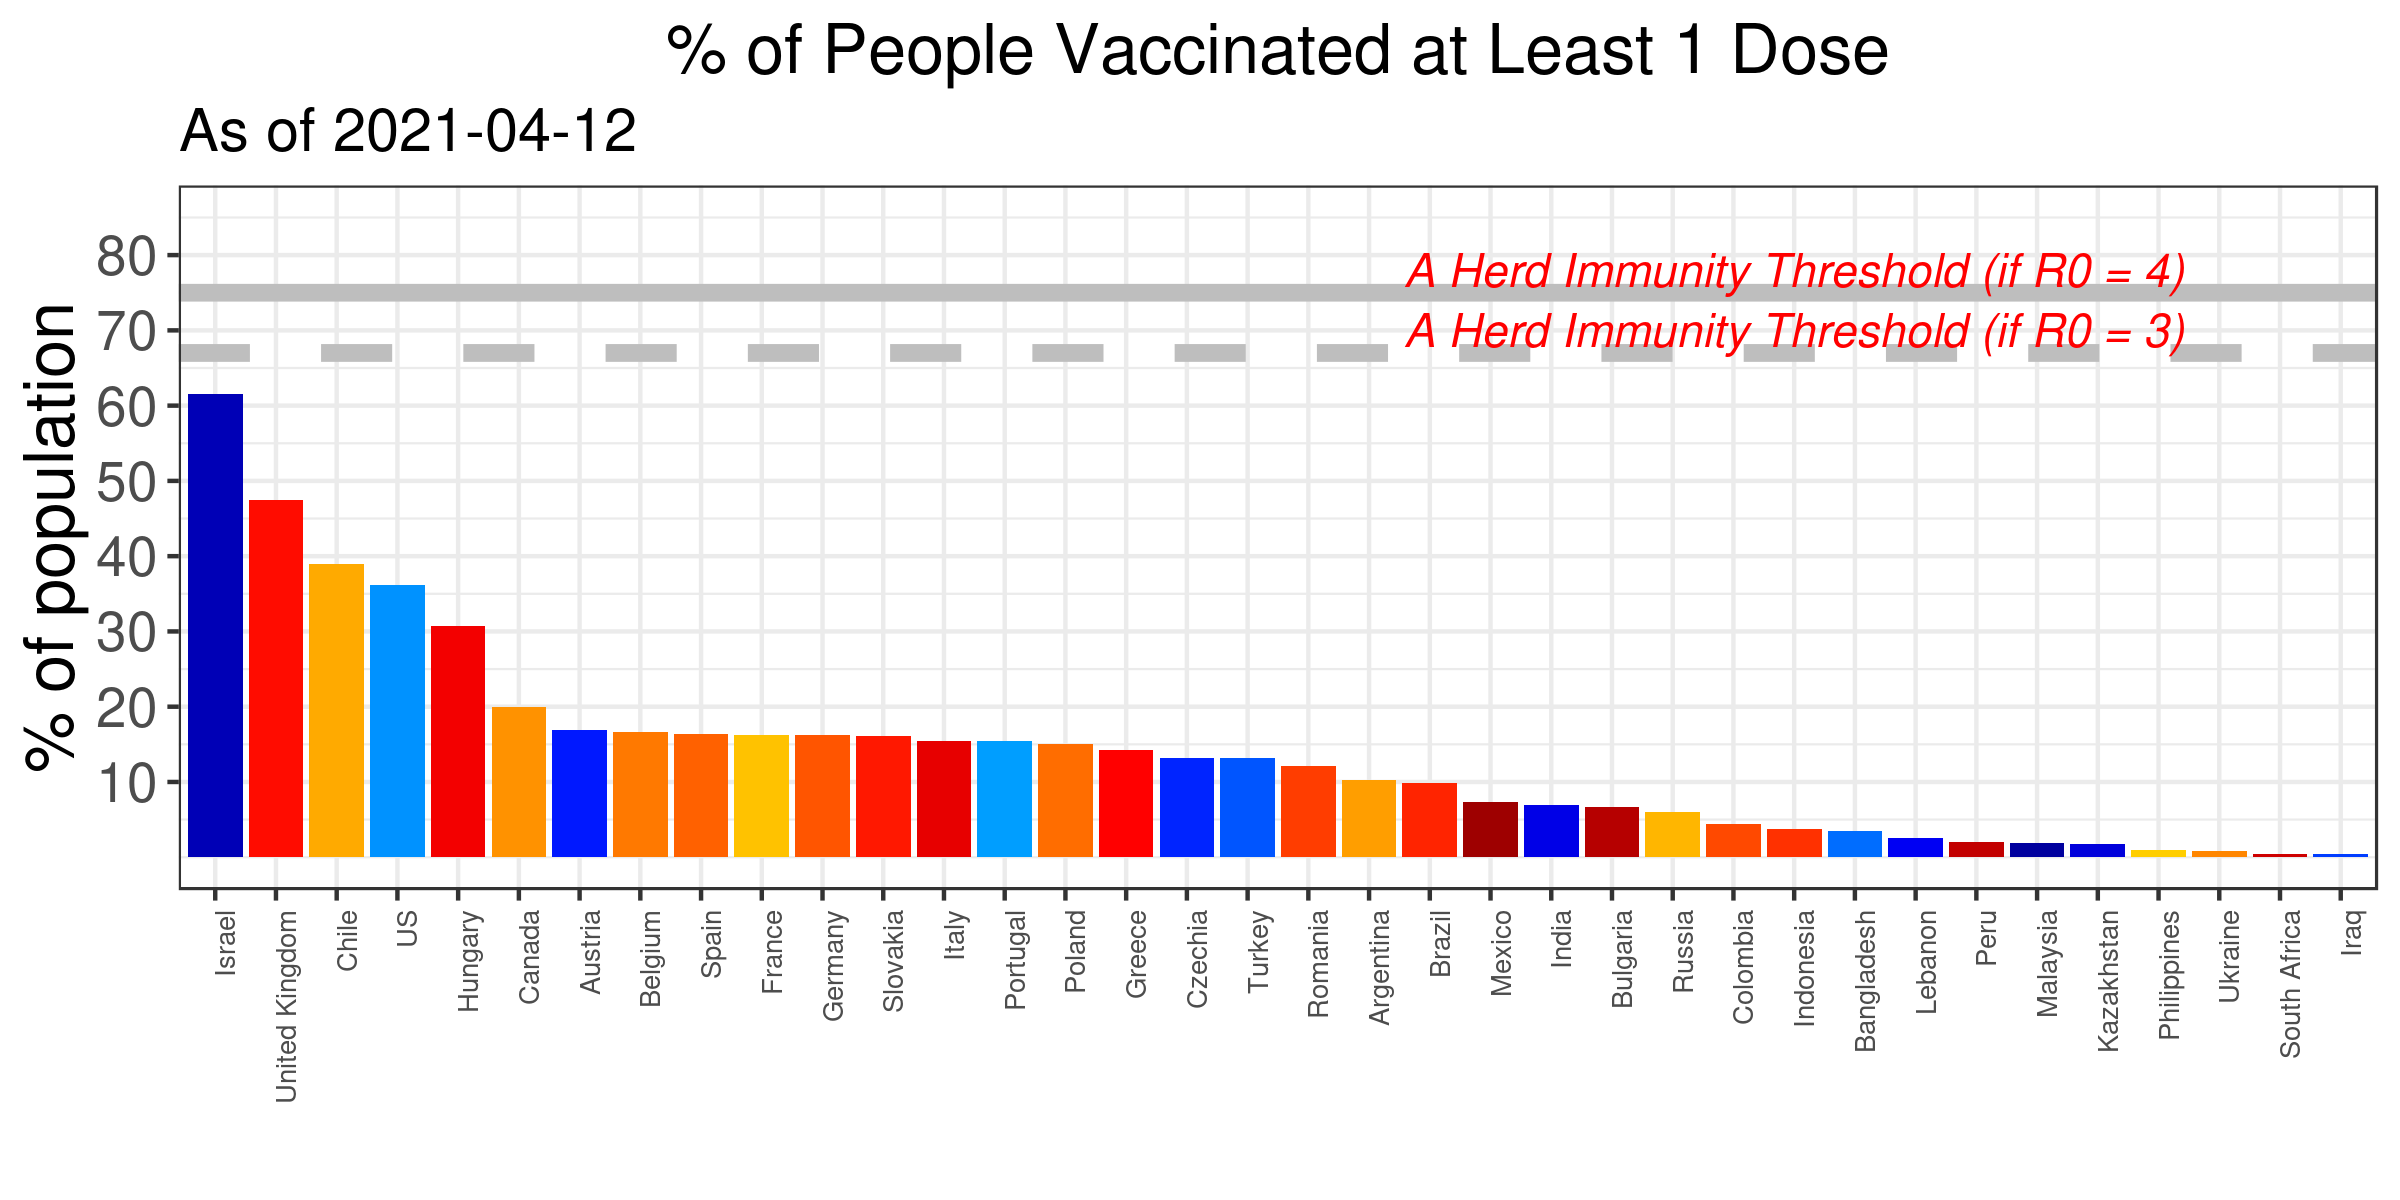 % of People Vaccinated at Least 1 Dose
As of 2021-04-12
% of population
80
70
60
50
40
30
20
10
A Herd Immunity Threshold (if R0 = 4)
A Herd Immunity Threshold (if R0 = 3)
Israel
United Kingdom
Chile
US
Hungary
Canada
Austria
Belgium
Spain
France
Germany
Slovakia
Italy
Portugal
Poland
Greece
Czechia
Turkey
Romania
Argentina
Brazil
Mexico
India
Bulgaria
Russia
Colombia
Indonesia
Bangladesh
Lebanon
Peru
Malaysia
Kazakhstan
Philippines
Ukraine
South Africa
Iraq